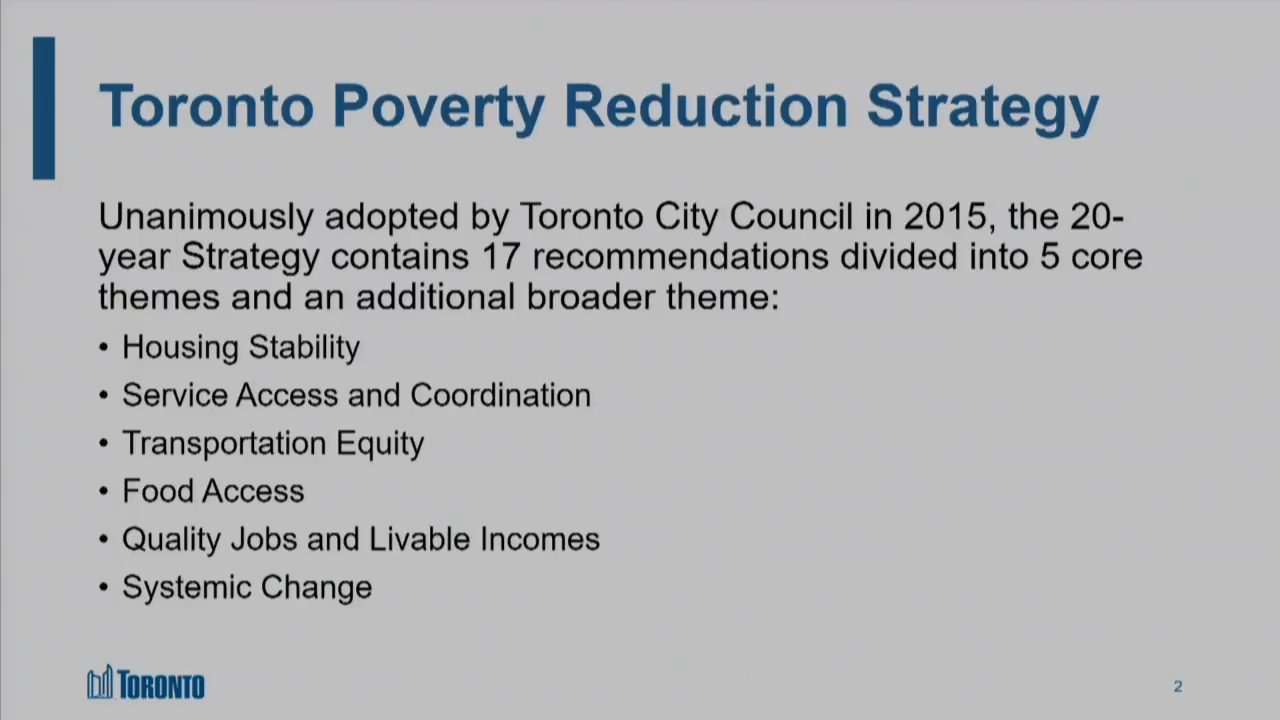 Toronto Poverty Reduction Strategy
Unanimously adopted by Toronto City Council in 2015, the 20-
year Strategy contains 17 recommendations divided into 5 core
themes and an additional broader theme:
• Housing Stability
• Service Access and Coordination
• Transportation Equity
• Food Access
• Quality Jobs and Livable Incomes
• Systemic Change
TORONTO
2